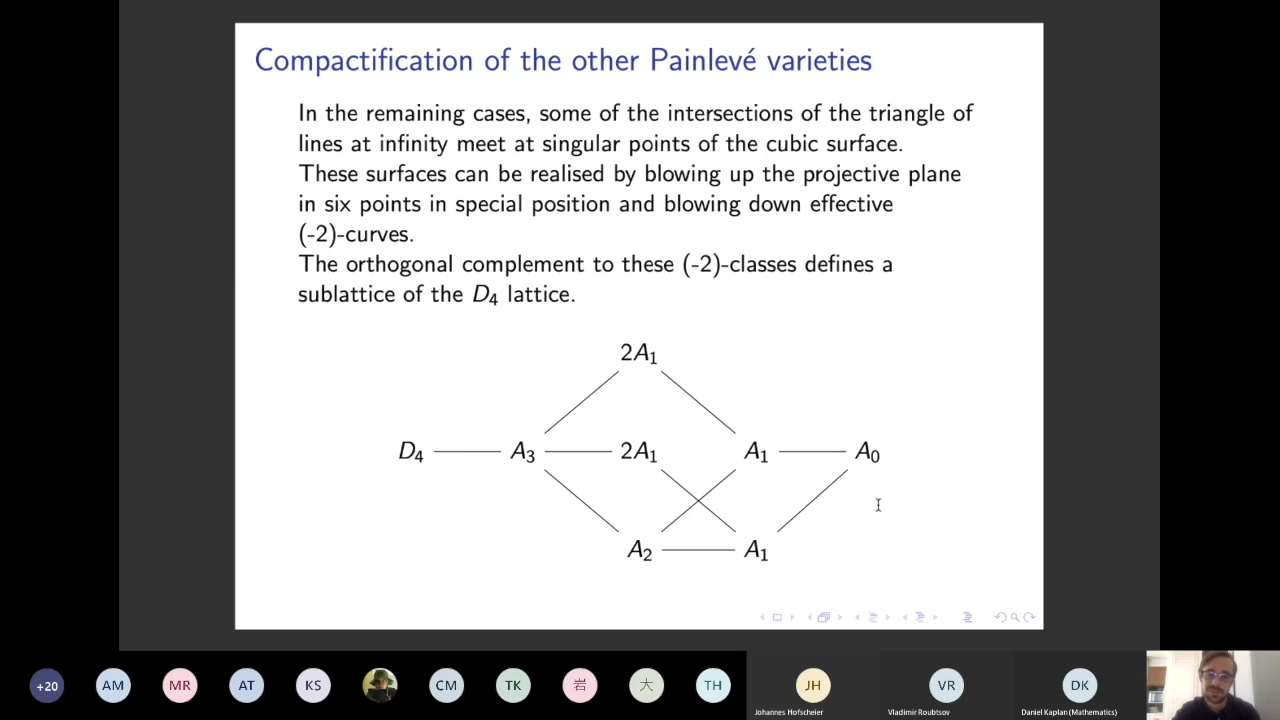 Compactification of the other Painlevé varieties
In the remaining cases, some of the intersections of the triangle of
lines at infinity meet at singular points of the cubic surface.
These surfaces can be realised by blowing up the projective plane
in six points in special position and blowing down effective
(-2)-curves.
The orthogonal complement to these (-2)-classes defines a
sublattice of the D₄ lattice.
2A₁
D₄ A₃ 2A₁ A₁ A₀
A₂ A₁
+20 AM MR AT KS CM TK 岩 大 TH JH VR DK
Johannes Hofscheier Vladimir Roubtsov Daniel Kaplan (Mathematics)